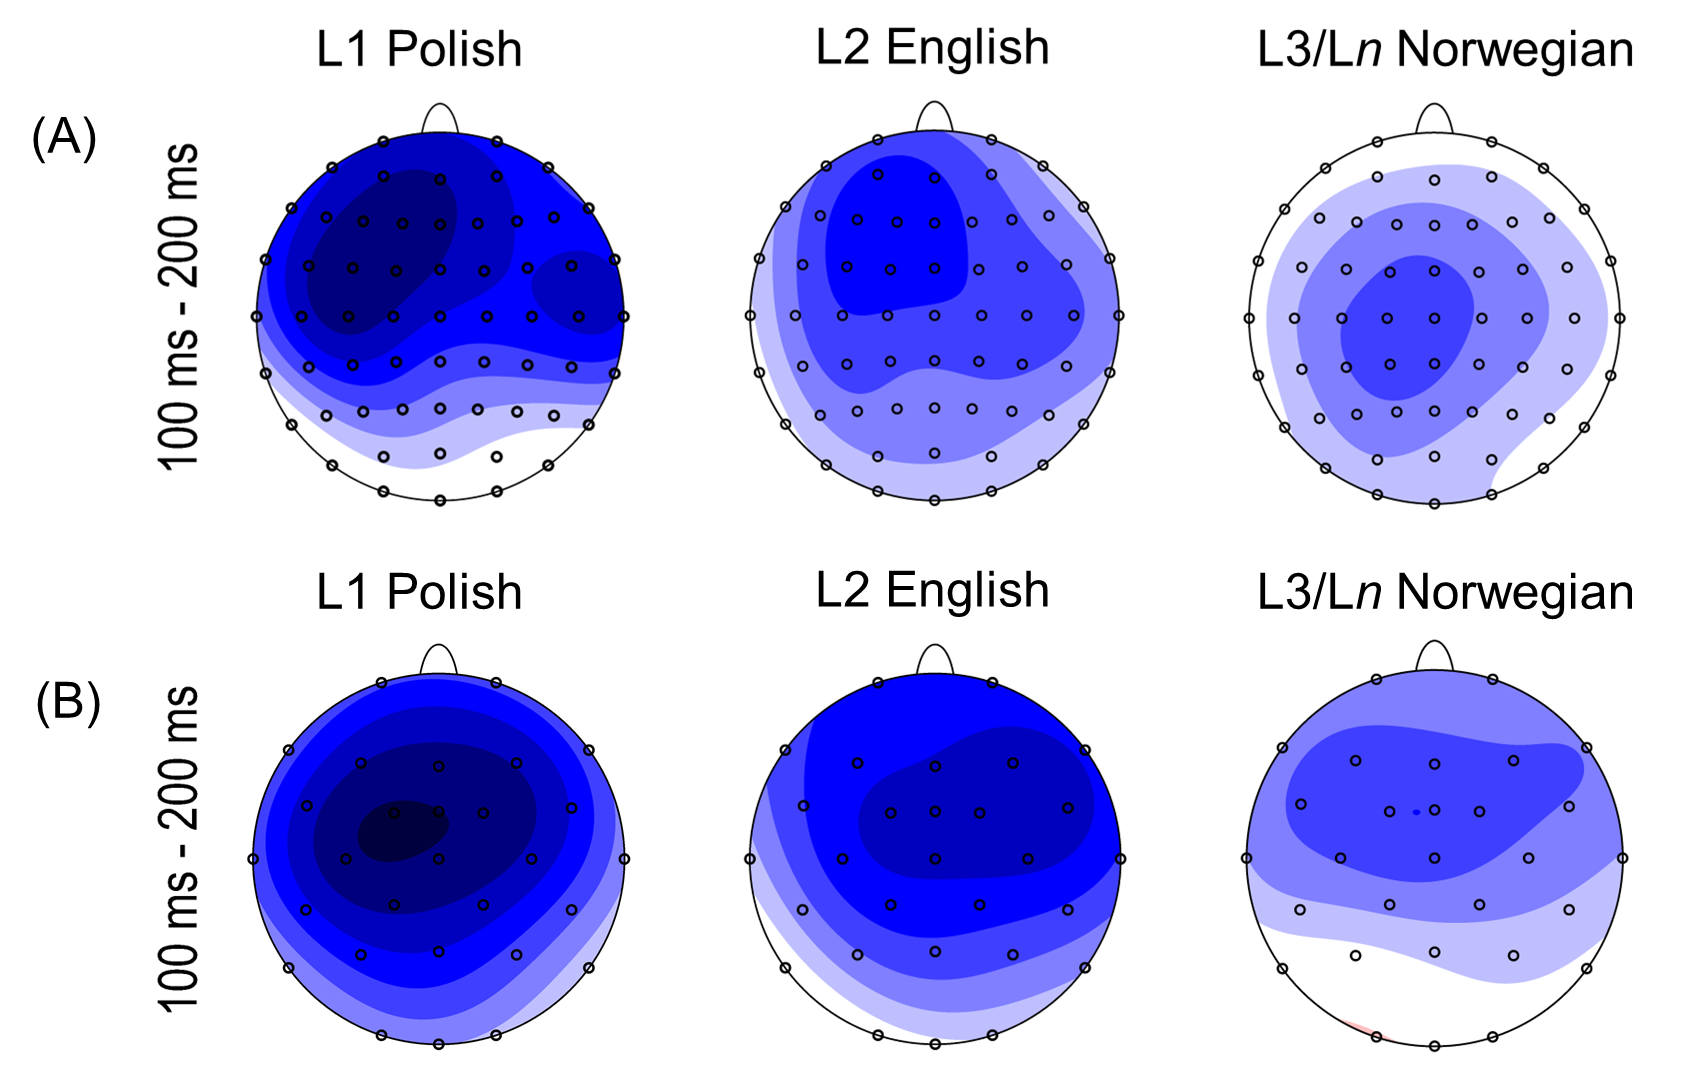 L1 Polish
L2 English
L3/Ln Norwegian
(A)
100 ms - 200 ms
L1 Polish
L2 English
L3/Ln Norwegian
(B)
100 ms - 200 ms